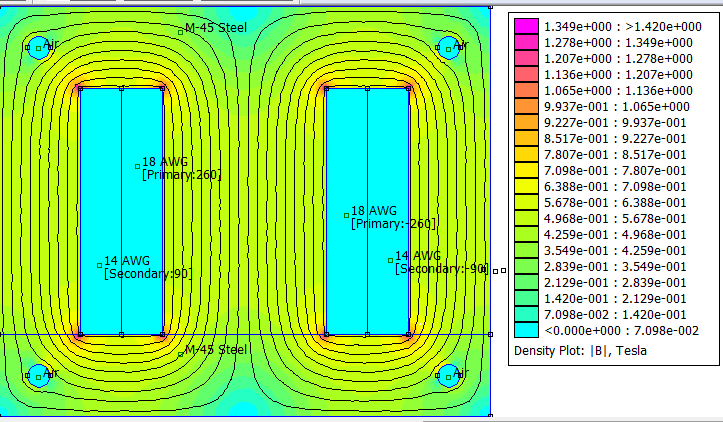 M-45 Steel
Air
Air
18 AWG
[Primary:260]
18 AWG
[Primary:-260]
14 AWG
[Secondary:90]
14 AWG
[Secondary:-90]
M-45 Steel
Air
Air
1.349e+000 : >1.420e+000
1.278e+000 : 1.349e+000
1.207e+000 : 1.278e+000
1.136e+000 : 1.207e+000
1.065e+000 : 1.136e+000
9.937e-001 : 1.065e+000
9.227e-001 : 9.937e-001
8.517e-001 : 9.227e-001
7.807e-001 : 8.517e-001
7.098e-001 : 7.807e-001
6.388e-001 : 7.098e-001
5.678e-001 : 6.388e-001
4.968e-001 : 5.678e-001
4.259e-001 : 4.968e-001
3.549e-001 : 4.259e-001
2.839e-001 : 3.549e-001
2.129e-001 : 2.839e-001
1.420e-001 : 2.129e-001
7.098e-002 : 1.420e-001
<0.000e+000 : 7.098e-002
Density Plot: |B|, Tesla